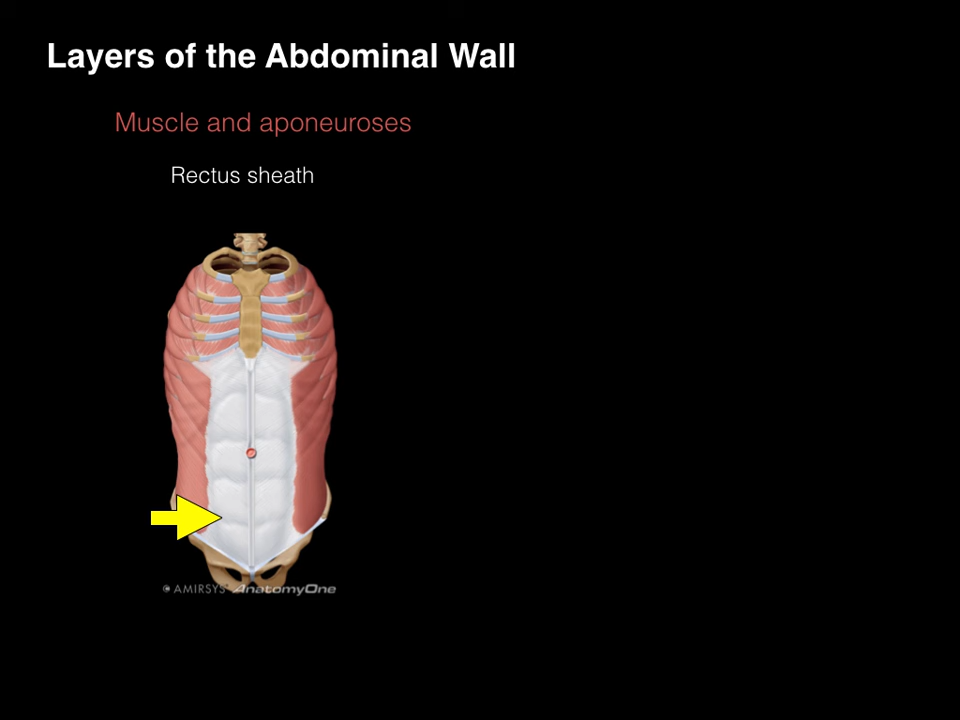 Layers of the Abdominal Wall
Muscle and aponeuroses
Rectus sheath
© AMIRSYS® AnatomyOne